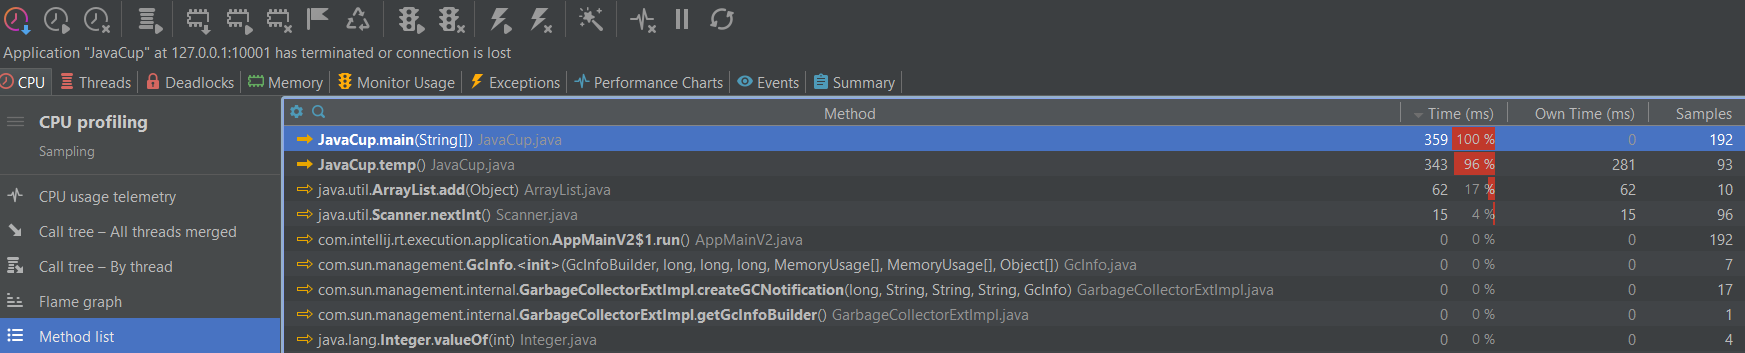 Application "JavaCup" at 127.0.0.1:10001 has terminated or connection is lost
CPU Threads Deadlocks Memory Monitor Usage Exceptions Performance Charts Events Summary
CPU profiling
Sampling
CPU usage telemetry
Call tree – All threads merged
Call tree – By thread
Flame graph
Method list
Method Time (ms) Own Time (ms) Samples
JavaCup.main(String[]) JavaCup.java 359 100 % 0 192
JavaCup.temp() JavaCup.java 343 96 % 281 93
java.util.ArrayList.add(Object) ArrayList.java 62 17 % 62 10
java.util.Scanner.nextInt() Scanner.java 15 4 % 15 96
com.intellij.rt.execution.application.AppMainV2$1.run() AppMainV2.java 0 0 % 0 192
com.sun.management.GcInfo.<init>(GcInfoBuilder, long, long, long, MemoryUsage[], MemoryUsage[], Object[]) GcInfo.java 0 0 % 0 7
com.sun.management.internal.GarbageCollectorExtImpl.createGCNotification(long, String, String, String, GcInfo) GarbageCollectorExtImpl.java 0 0 % 0 17
com.sun.management.internal.GarbageCollectorExtImpl.getGcInfoBuilder() GarbageCollectorExtImpl.java 0 0 % 0 1
java.lang.Integer.valueOf(int) Integer.java 0 0 % 0 4